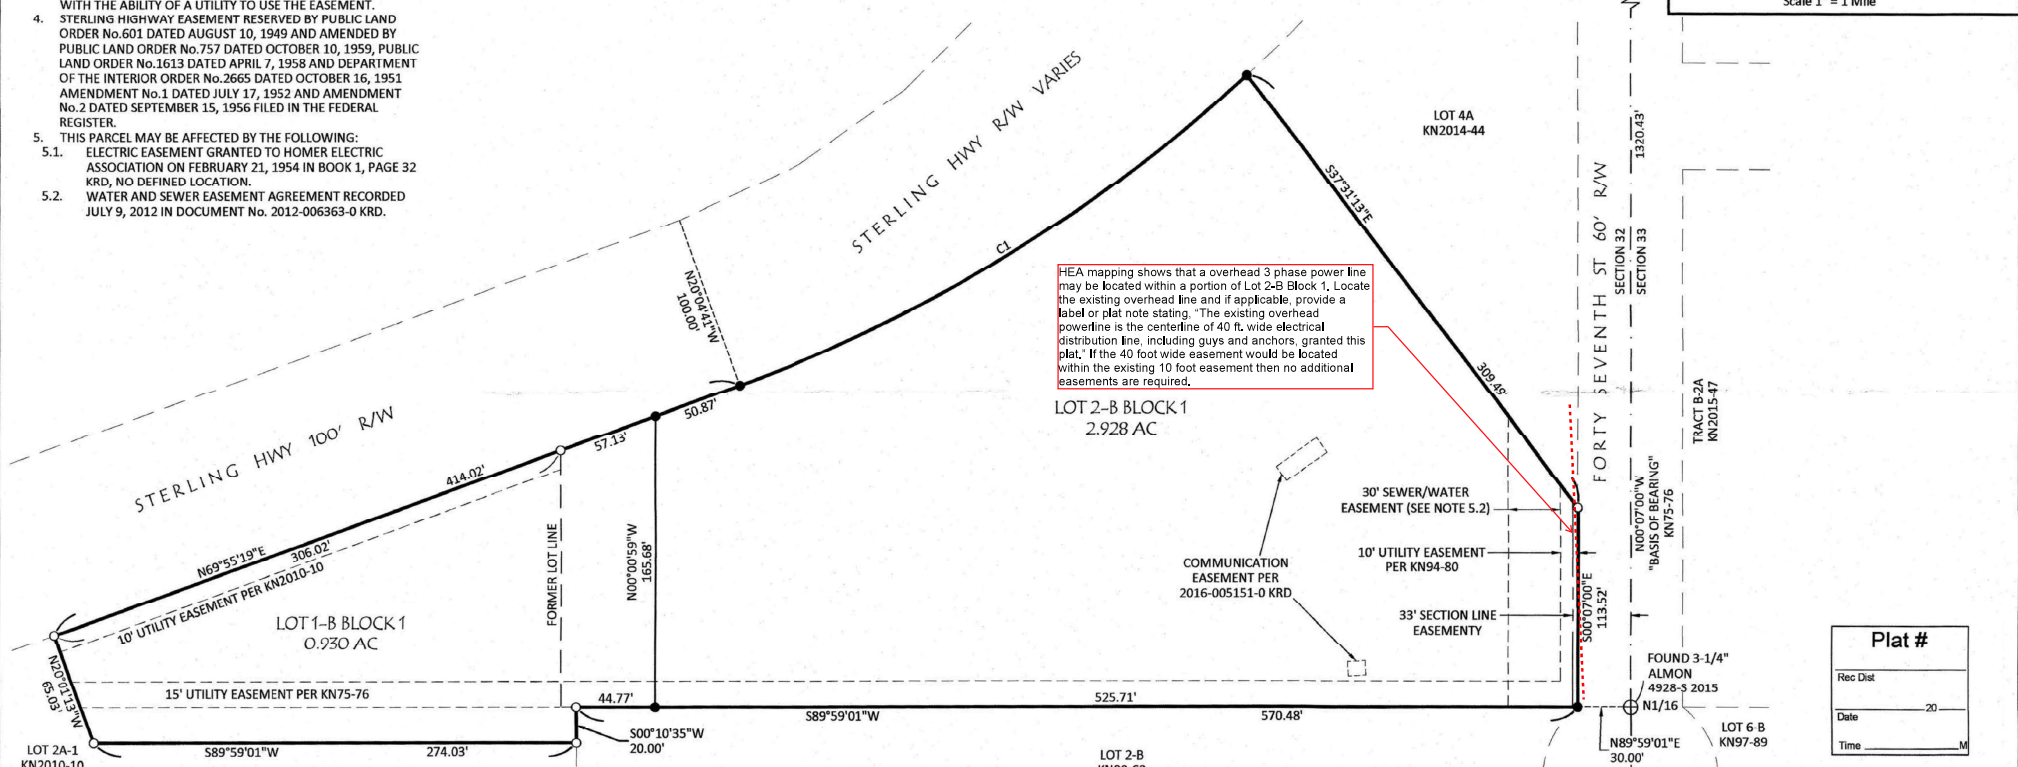 WITH THE ABILITY OF A UTILITY TO USE THE EASEMENT.
4. STERLING HIGHWAY EASEMENT RESERVED BY PUBLIC LAND
ORDER No.601 DATED AUGUST 10, 1949 AND AMENDED BY
PUBLIC LAND ORDER No.757 DATED OCTOBER 10, 1959, PUBLIC
LAND ORDER No.1613 DATED APRIL 7, 1958 AND DEPARTMENT
OF THE INTERIOR ORDER No.2665 DATED OCTOBER 16, 1951
AMENDMENT No.1 DATED JULY 17, 1952 AND AMENDMENT
No.2 DATED SEPTEMBER 15, 1956 FILED IN THE FEDERAL
REGISTER.
5. THIS PARCEL MAY BE AFFECTED BY THE FOLLOWING:
5.1. ELECTRIC EASEMENT GRANTED TO HOMER ELECTRIC
ASSOCIATION ON FEBRUARY 21, 1954 IN BOOK 1, PAGE 32
KRD, NO DEFINED LOCATION.
5.2. WATER AND SEWER EASEMENT AGREEMENT RECORDED
JULY 9, 2012 IN DOCUMENT No. 2012-006363-0 KRD.
Scale 1" = 1 Mile
STERLING HWY R/W VARIES
C1
N20°04'41"W
100.00'
LOT 4A
KN2014-44
S37°31'13"E
309.49'
FORTY SEVENTH ST 60' R/W
1320.43'
SECTION 32
SECTION 33
TRACT B-2A
KN2015-47
N00°07'00"W
"BASIS OF BEARING"
KN75-76
HEA mapping shows that a overhead 3 phase power line
may be located within a portion of Lot 2-B Block 1. Locate
the existing overhead line and if applicable, provide a
label or plat note stating, "The existing overhead
powerline is the centerline of 40 ft. wide electrical
distribution line, including guys and anchors, granted this
plat." If the 40 foot wide easement would be located
within the existing 10 foot easement then no additional
easements are required.
LOT 2-B BLOCK 1
2.928 AC
STERLING HWY 100' R/W
50.87'
57.13'
414.02'
N69°55'19"E
306.02'
10' UTILITY EASEMENT PER KN2010-10
FORMER LOT LINE
N00°00'59"W
165.68'
LOT 1-B BLOCK 1
0.930 AC
N20°01'13"W
65.03'
15' UTILITY EASEMENT PER KN75-76
30' SEWER/WATER
EASEMENT (SEE NOTE 5.2)
10' UTILITY EASEMENT
PER KN94-80
COMMUNICATION
EASEMENT PER
2016-005151-0 KRD
33' SECTION LINE
EASEMENTY
S00°07'00"E
113.52'
FOUND 3-1/4"
ALMON
4928-S 2015
N1/16
44.77'
525.71'
S89°59'01"W
570.48'
S00°10'35"W
20.00'
S89°59'01"W
274.03'
LOT 2A-1
KN2010-10
LOT 2-B
N89°59'01"E
30.00'
LOT 6-B
KN97-89
Plat #
Rec Dist
20
Date
Time M